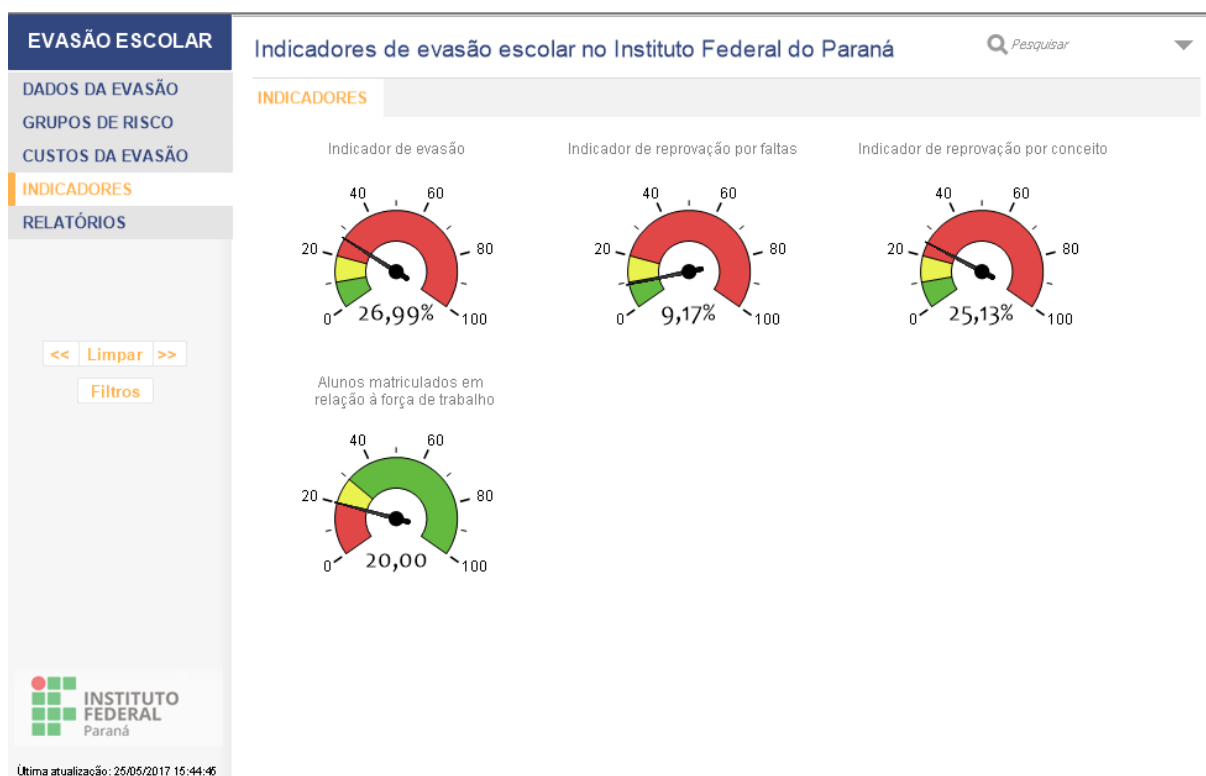 EVASÃO ESCOLAR
Indicadores de evasão escolar no Instituto Federal do Paraná
Pesquisar
DADOS DA EVASÃO
GRUPOS DE RISCO
CUSTOS DA EVASÃO
INDICADORES
RELATÓRIOS
<< Limpar >>
Filtros
INDICADORES
Indicador de evasão
40 60
20 80
0 26,99% 100
Indicador de reprovação por faltas
40 60
20 80
0 9,17% 100
Indicador de reprovação por conceito
40 60
20 80
0 25,13% 100
Alunos matriculados em
relação à força de trabalho
40 60
20 80
0 20,00 100
INSTITUTO
FEDERAL
Paraná
Última atualização: 25/05/2017 15:44:45